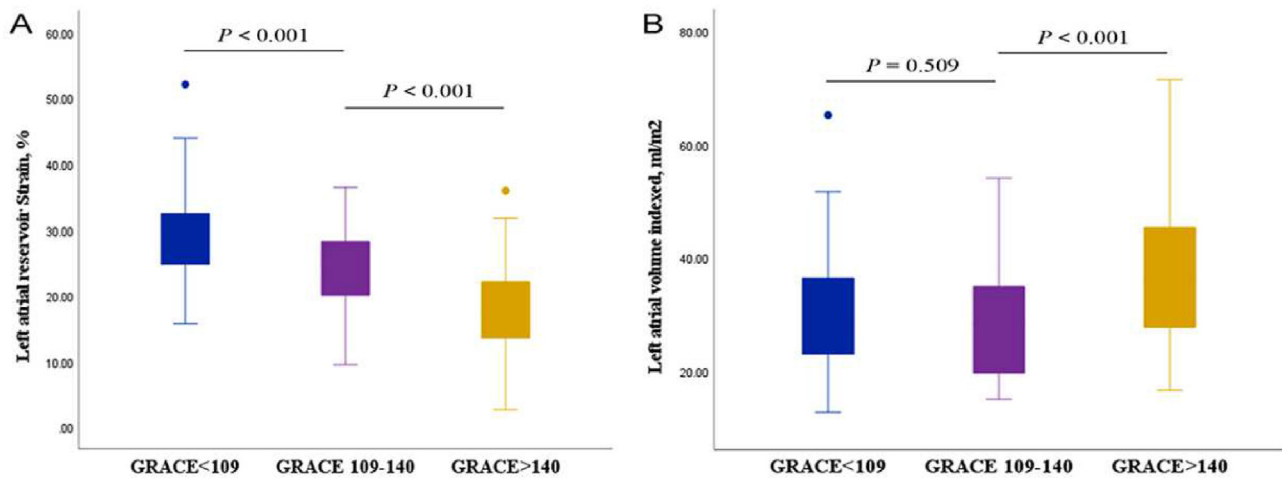 A
P < 0.001
P < 0.001
60.00
50.00
40.00
30.00
20.00
10.00
.00
Left atrial reservoir Strain, %
GRACE<109 GRACE 109-140 GRACE>140
B
P < 0.001
P = 0.509
80.00
60.00
40.00
20.00
Left atrial volume indexed, ml/m2
GRACE<109 GRACE 109-140 GRACE>140